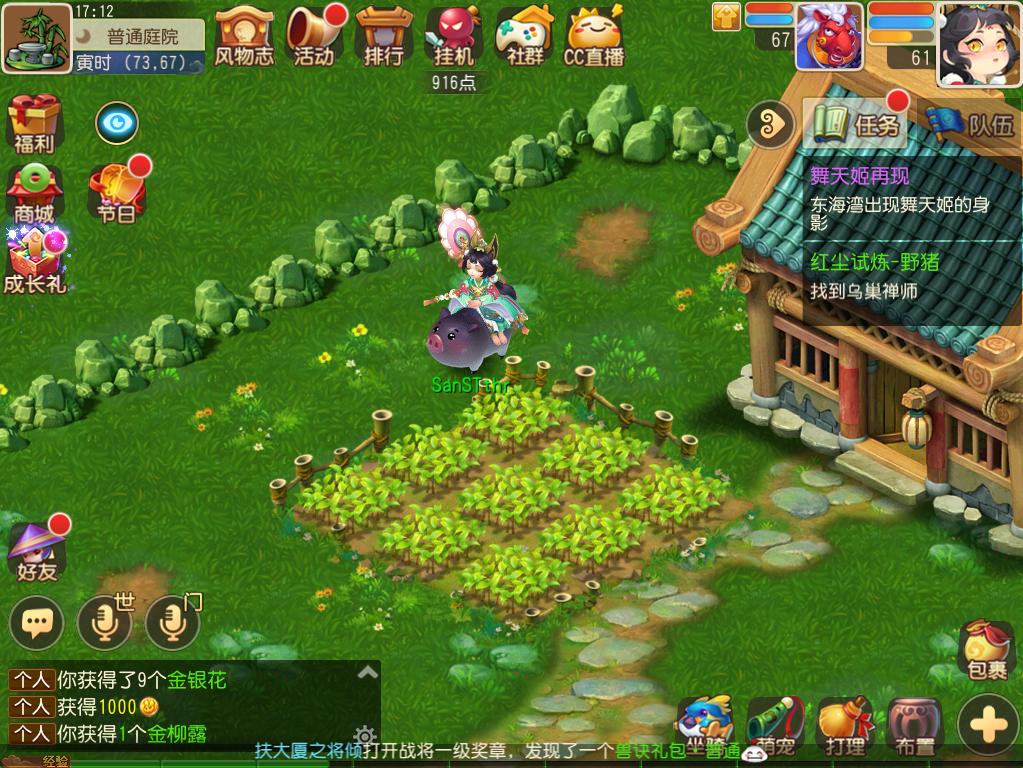 17:12
普通庭院
寅时 (73,67)
风物志
活动
排行
挂机
社群
CC直播
916点
67
61
福利
商城
节日
成长礼
任务
队伍
舞天姬再现
东海湾出现舞天姬的身
影
红尘试炼-野猪
找到乌巢禅师
好友
世
门
包裹
个人 你获得了9个金银花
个人 获得1000
个人 你获得1个金柳露
坐骑
萌宠
打理
布置
扶大厦之将倾打开战将一级奖章，发现了一个兽诀礼包-普通
经验